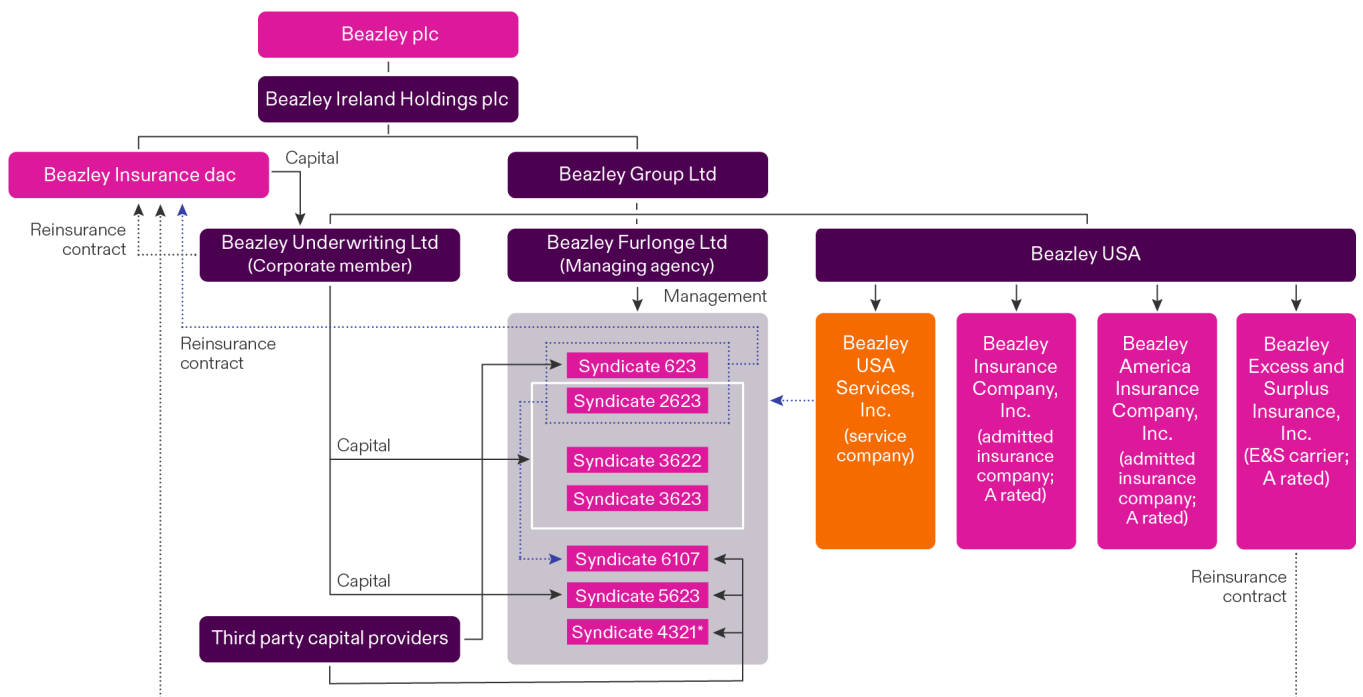 Beazley plc
Beazley Ireland Holdings plc
Beazley Insurance dac
Capital
Beazley Group Ltd
Reinsurance
contract
Beazley Underwriting Ltd
(Corporate member)
Beazley Furlonge Ltd
(Managing agency)
Beazley USA
Management
Reinsurance
contract
Syndicate 623
Syndicate 2623
Capital
Syndicate 3622
Syndicate 3623
Syndicate 6107
Capital
Syndicate 5623
Syndicate 4321*
Third party capital providers
Beazley
USA
Services,
Inc.
(service
company)
Beazley
Insurance
Company,
Inc.
(admitted
insurance
company;
A rated)
Beazley
America
Insurance
Company,
Inc.
(admitted
insurance
company;
A rated)
Beazley
Excess and
Surplus
Insurance,
Inc.
(E&S carrier;
A rated)
Reinsurance
contract